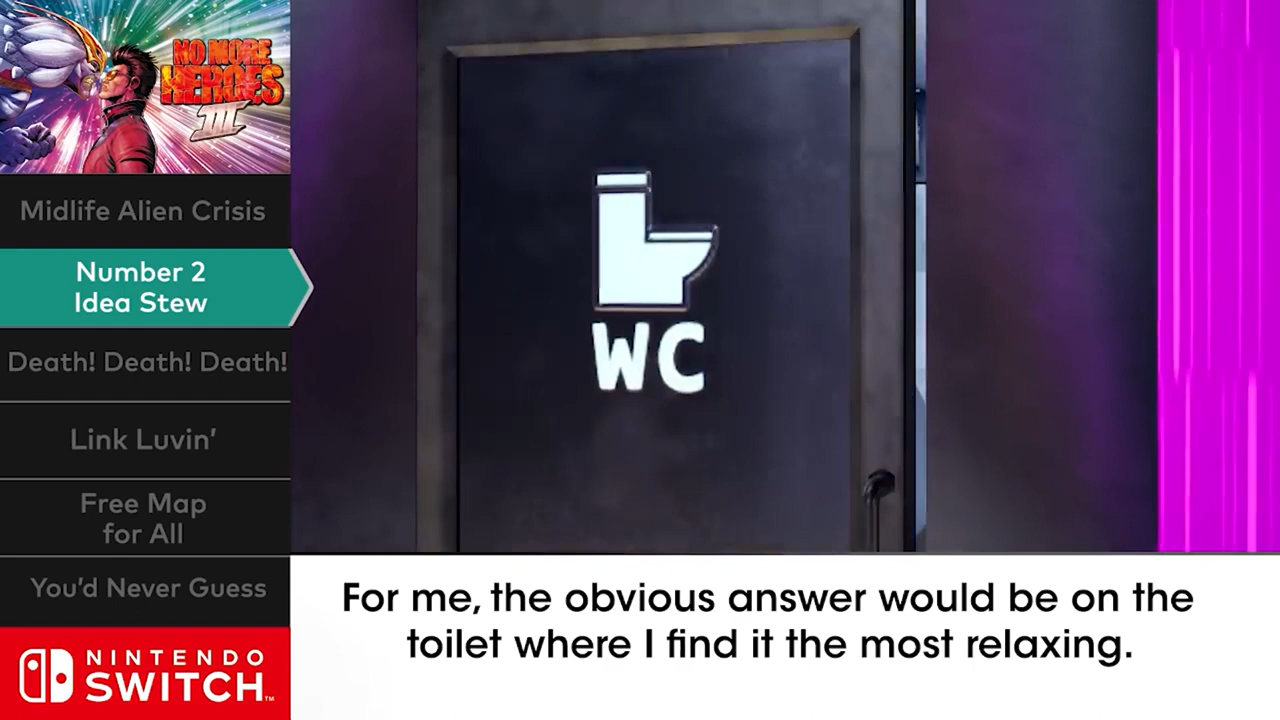 NO MORE
HEROES
III
Midlife Alien Crisis
Number 2
Idea Stew
Death! Death! Death!
Link Luvin’
Free Map
for All
You’d Never Guess
NINTENDO
SWITCH™
WC
For me, the obvious answer would be on the
toilet where I find it the most relaxing.